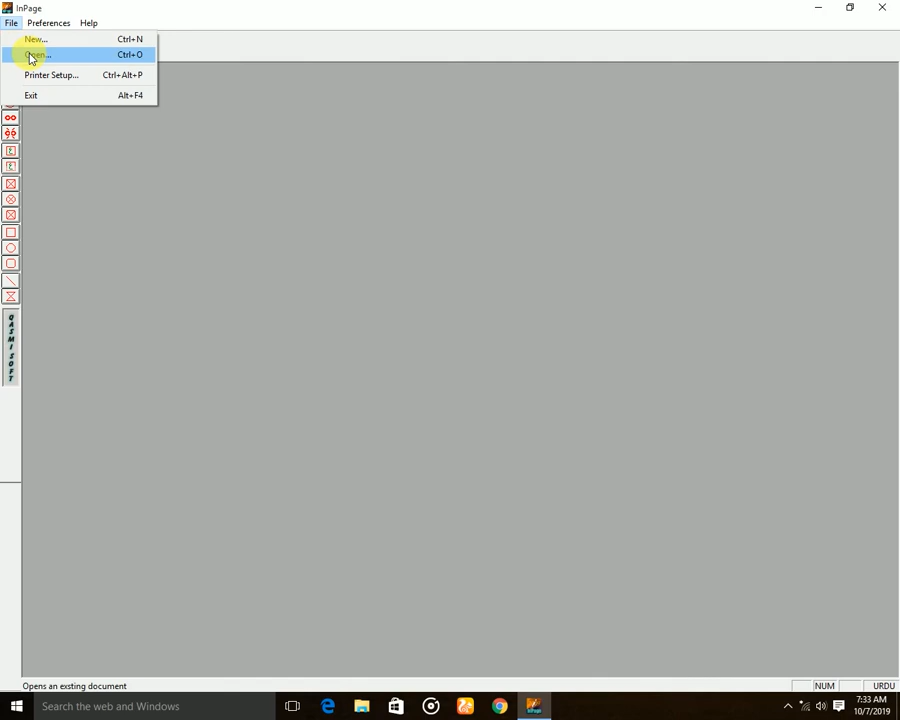 InPage
File Preferences Help
New... Ctrl+N
Open... Ctrl+O
Printer Setup... Ctrl+Alt+P
Exit Alt+F4
QASMI SOFT
Opens an exsting document
NUM URDU
Search the web and Windows
7:33 AM
10/7/2019